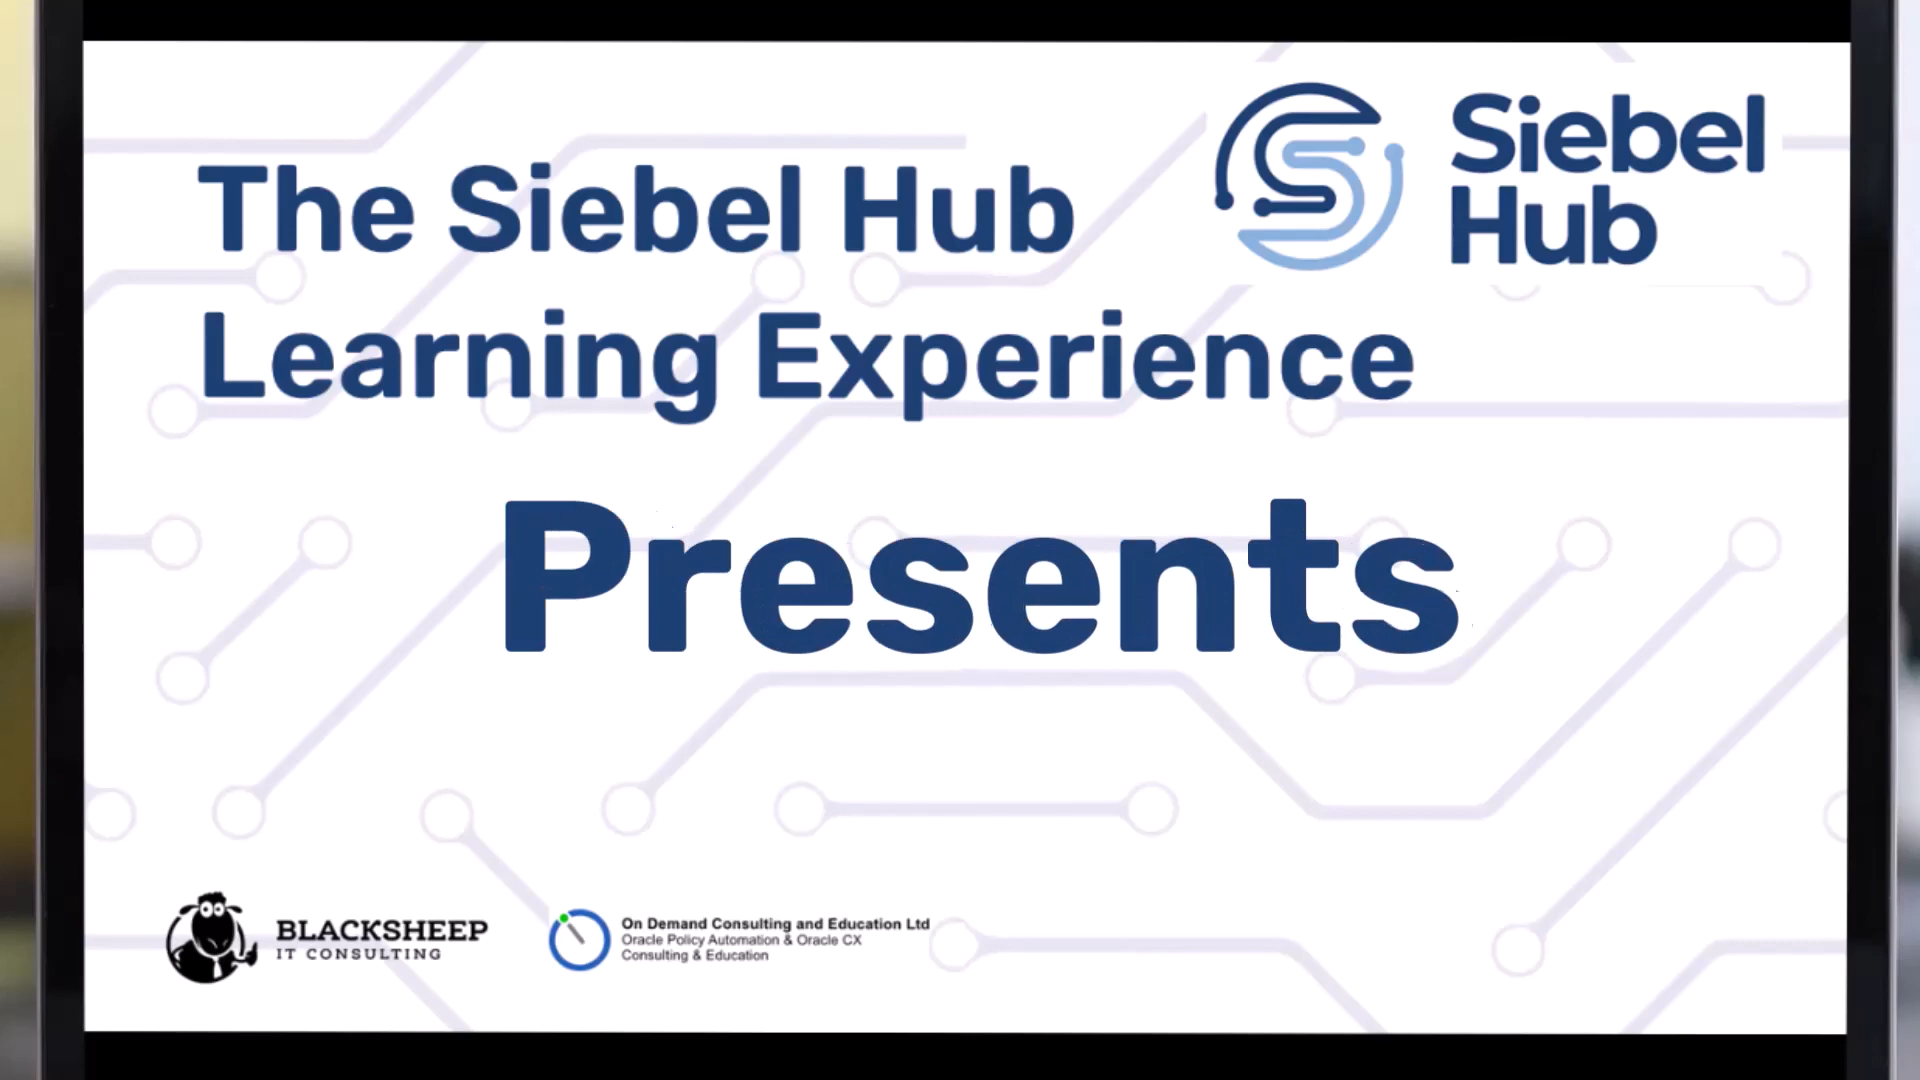 The Siebel Hub
Learning Experience
Presents
Siebel
Hub
BLACKSHEEP
IT CONSULTING
On Demand Consulting and Education Ltd
Oracle Policy Automation & Oracle CX
Consulting & Education